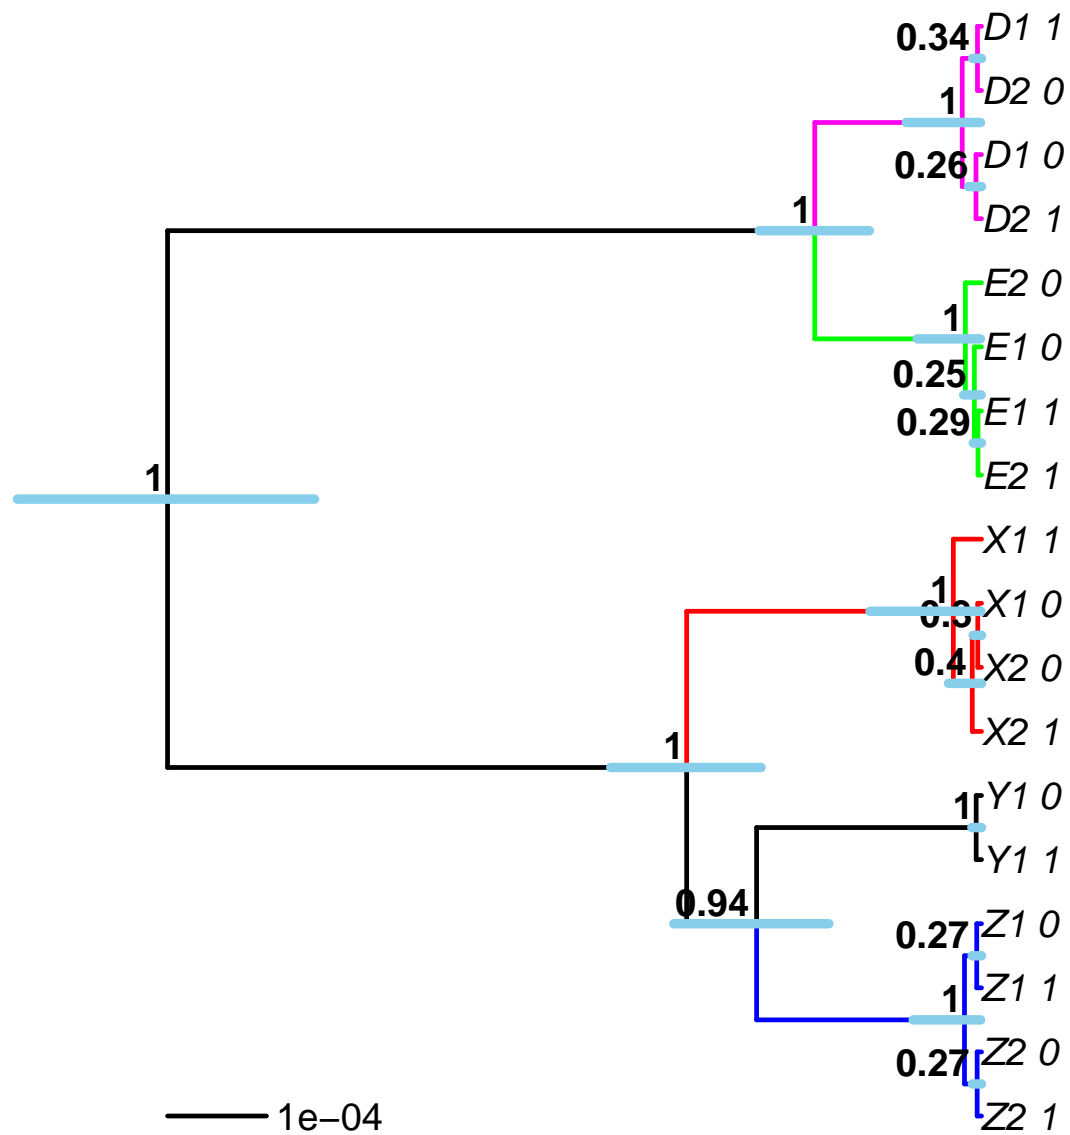 D1 1
0.34
D2 0
1
D1 0
0.26
D2 1
1
E2 0
1
E1 0
0.25
E1 1
0.29
E2 1
1
X1 1
1
X1 0
0.3
X2 0
0.4
X2 1
1
Y1 0
1
Y1 1
0.94
Z1 0
0.27
Z1 1
1
Z2 0
0.27
Z2 1
1e−04